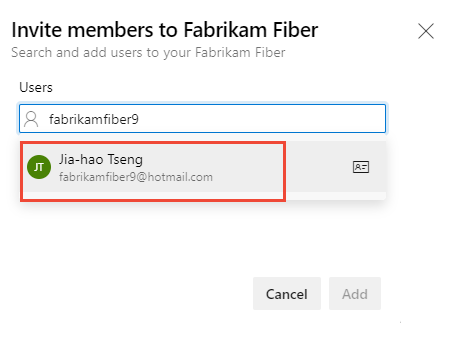 Invite members to Fabrikam Fiber
Search and add users to your Fabrikam Fiber
Users
fabrikamfiber9
JT
Jia-hao Tseng
fabrikamfiber9@hotmail.com
Cancel
Add